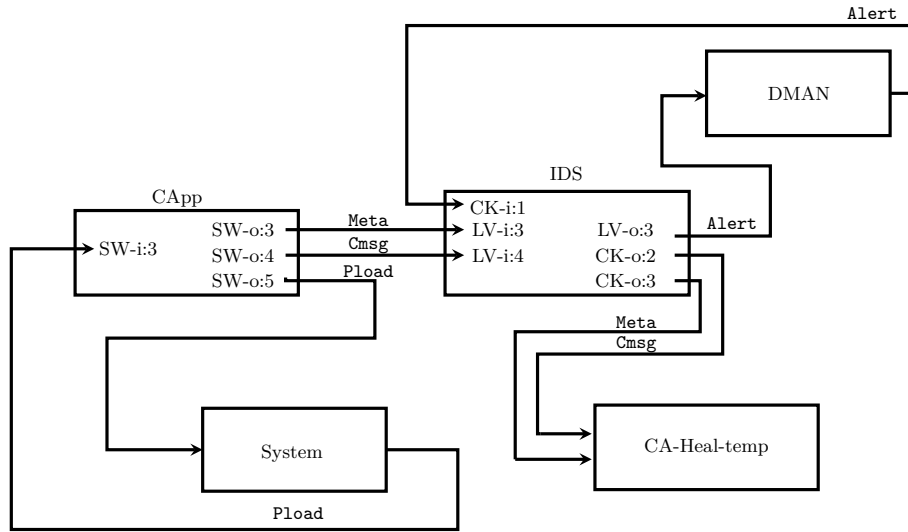 Alert
DMAN
IDS
CApp
CK-i:1
SW-o:3
Meta
LV-i:3
LV-o:3
Alert
SW-i:3
SW-o:4
Cmsg
LV-i:4
CK-o:2
SW-o:5
Pload
CK-o:3
Meta
Cmsg
System
CA-Heal-temp
Pload